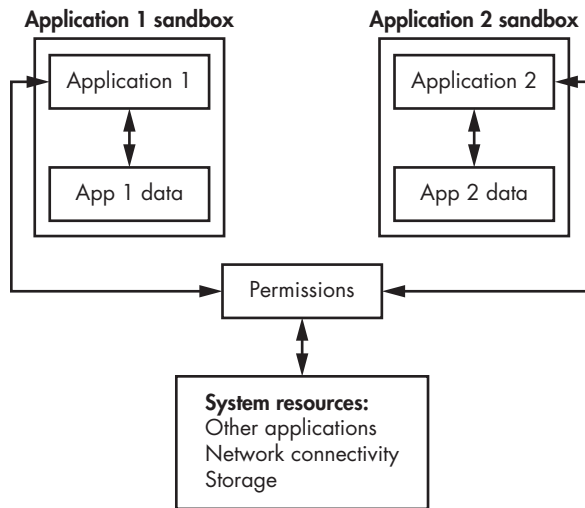 Application 1 sandbox
Application 1
App 1 data
Application 2 sandbox
Application 2
App 2 data
Permissions
System resources:
Other applications
Network connectivity
Storage